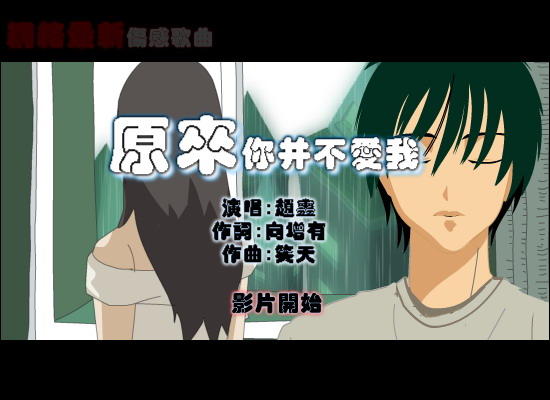 網絡最新傷感歌曲
原來你并不愛我
演唱:趙靈
作詞:向增有
作曲:笑天
影片開始